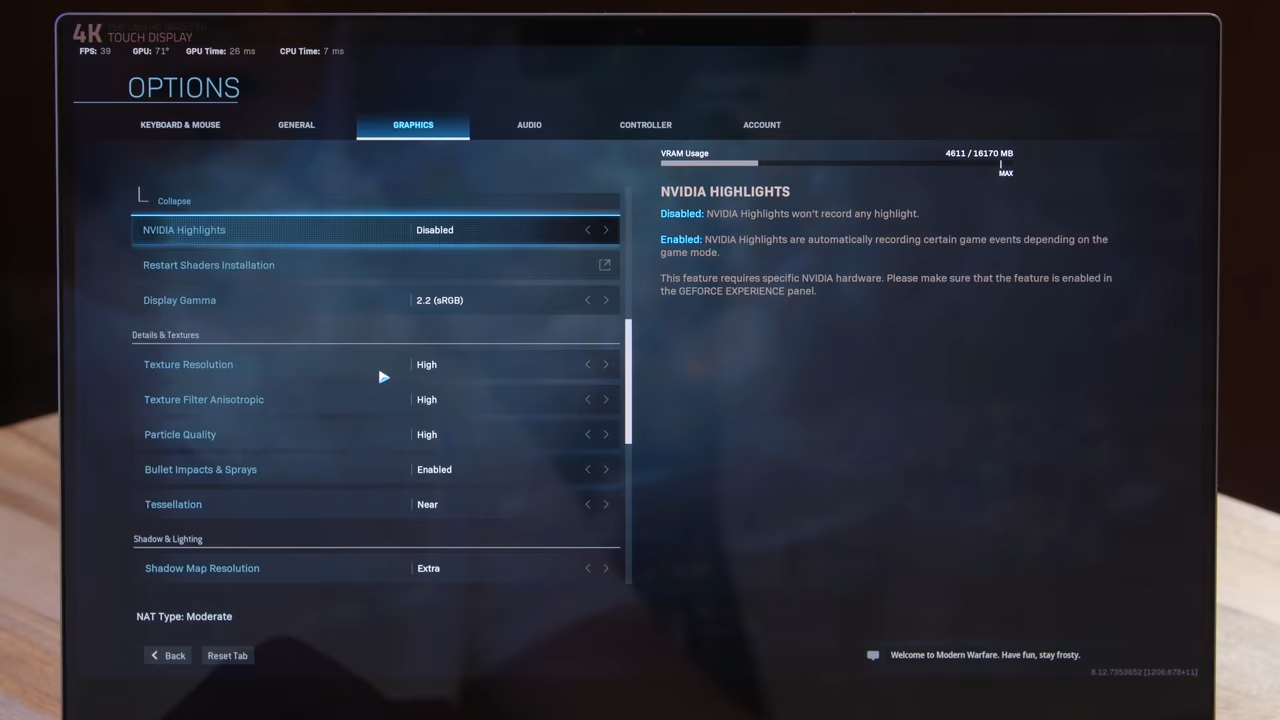 4K TOUCH DISPLAY
FPS: 39 GPU: 71° GPU Time: 26 ms CPU Time: 7 ms
OPTIONS
KEYBOARD & MOUSE GENERAL GRAPHICS AUDIO CONTROLLER ACCOUNT
VRAM Usage 4611 / 16170 MB
MAX
Collapse
NVIDIA Highlights Disabled
Restart Shaders Installation
Display Gamma 2.2 (sRGB)
Details & Textures
Texture Resolution High
Texture Filter Anisotropic High
Particle Quality High
Bullet Impacts & Sprays Enabled
Tessellation Near
Shadow & Lighting
Shadow Map Resolution Extra
NVIDIA HIGHLIGHTS
Disabled: NVIDIA Highlights won't record any highlight.
Enabled: NVIDIA Highlights are automatically recording certain game events depending on the
game mode.
This feature requires specific NVIDIA hardware. Please make sure that the feature is enabled in
the GEFORCE EXPERIENCE panel.
NAT Type: Moderate
Back Reset Tab
Welcome to Modern Warfare. Have fun, stay frosty.